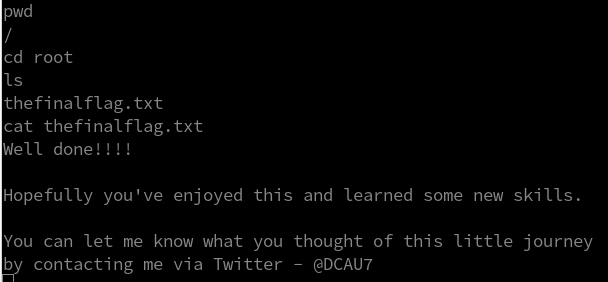 pwd
/
cd root
ls
thefinalflag.txt
cat thefinalflag.txt
Well done!!!!
Hopefully you've enjoyed this and learned some new skills.
You can let me know what you thought of this little journey
by contacting me via Twitter - @DCAU7